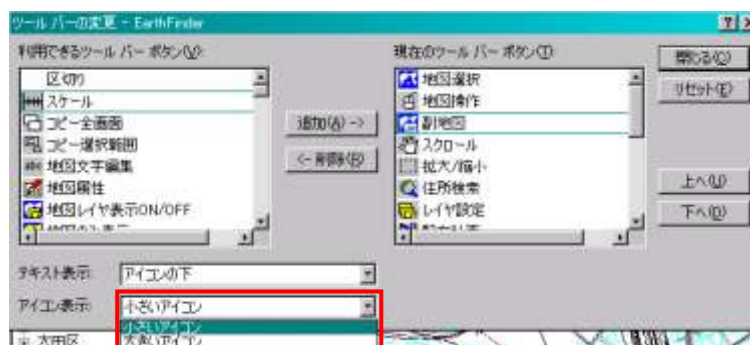 ツール バーの変更 - EarthFinder
利用できるツール バー ボタン(V):
区切り
スケール
コピー全画面
コピー選択範囲
地図文字編集
地図属性
地図レイヤ表示ON/OFF
追加(A) ->
<- 削除(R)
現在のツール バー ボタン(T):
地図選択
地図操作
副地図
スクロール
拡大/縮小
住所検索
レイヤ設定
閉じる(C)
リセット(E)
上へ(U)
下へ(D)
テキスト表示:
アイコンの下
アイコン表示:
小さいアイコン
小さいアイコン
大きいアイコン
大田区